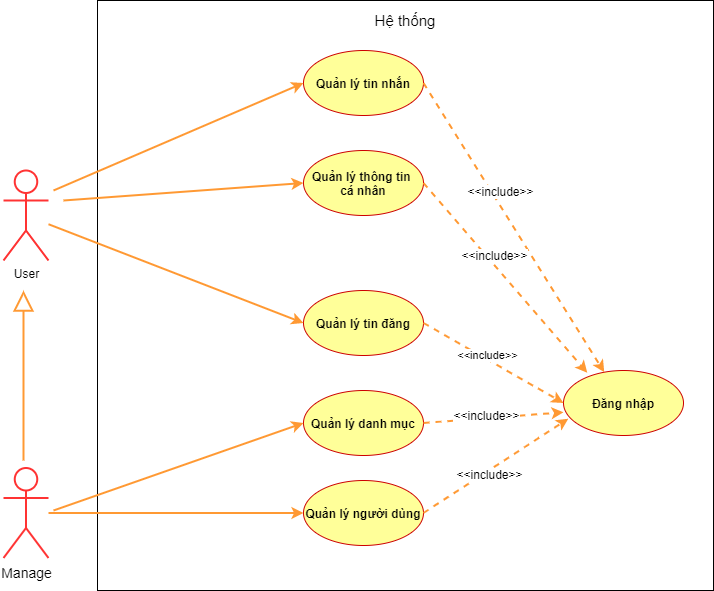 Hệ thống
Quản lý tin nhắn
Quản lý thông tin
cá nhân
<<include>>
<<include>>
User
Quản lý tin đăng
<<include>>
Đăng nhập
Quản lý danh mục
<<include>>
<<include>>
Quản lý người dùng
Manage